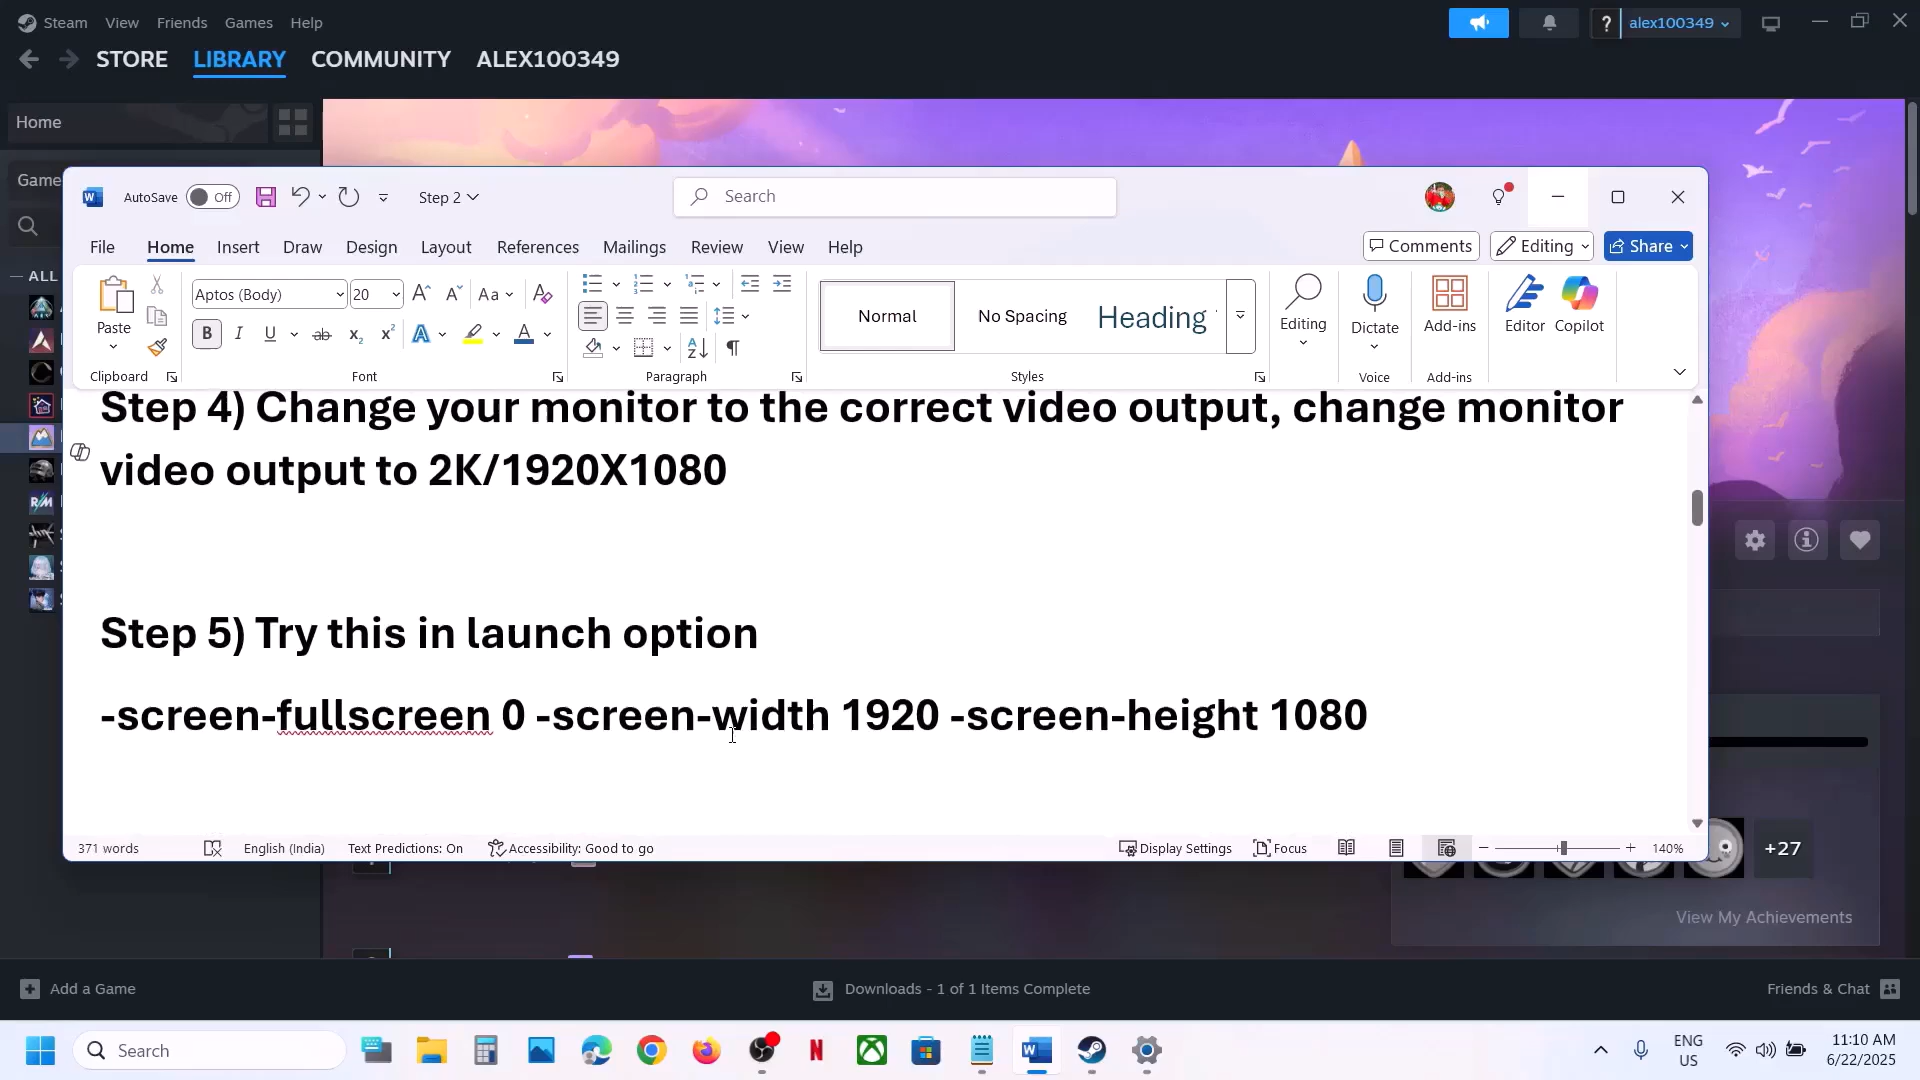 Steam View Friends Games Help
alex100349
STORE LIBRARY COMMUNITY ALEX100349
Home
Game
ALL
AutoSave Off Step 2 Search
File Home Insert Draw Design Layout References Mailings Review View Help
Comments Editing Share
Paste
Aptos (Body) 20
Normal No Spacing Heading
Editing Dictate Add-ins Editor Copilot
Clipboard Font Paragraph Styles Voice Add-ins
Step 4) Change your monitor to the correct video output, change monitor
video output to 2K/1920X1080
Step 5) Try this in launch option
-screen-fullscreen 0 -screen-width 1920 -screen-height 1080
371 words English (India) Text Predictions: On Accessibility: Good to go Display Settings Focus 140%
+27
View My Achievements
Add a Game Downloads - 1 of 1 Items Complete Friends & Chat
Search
ENG
US
11:10 AM
6/22/2025